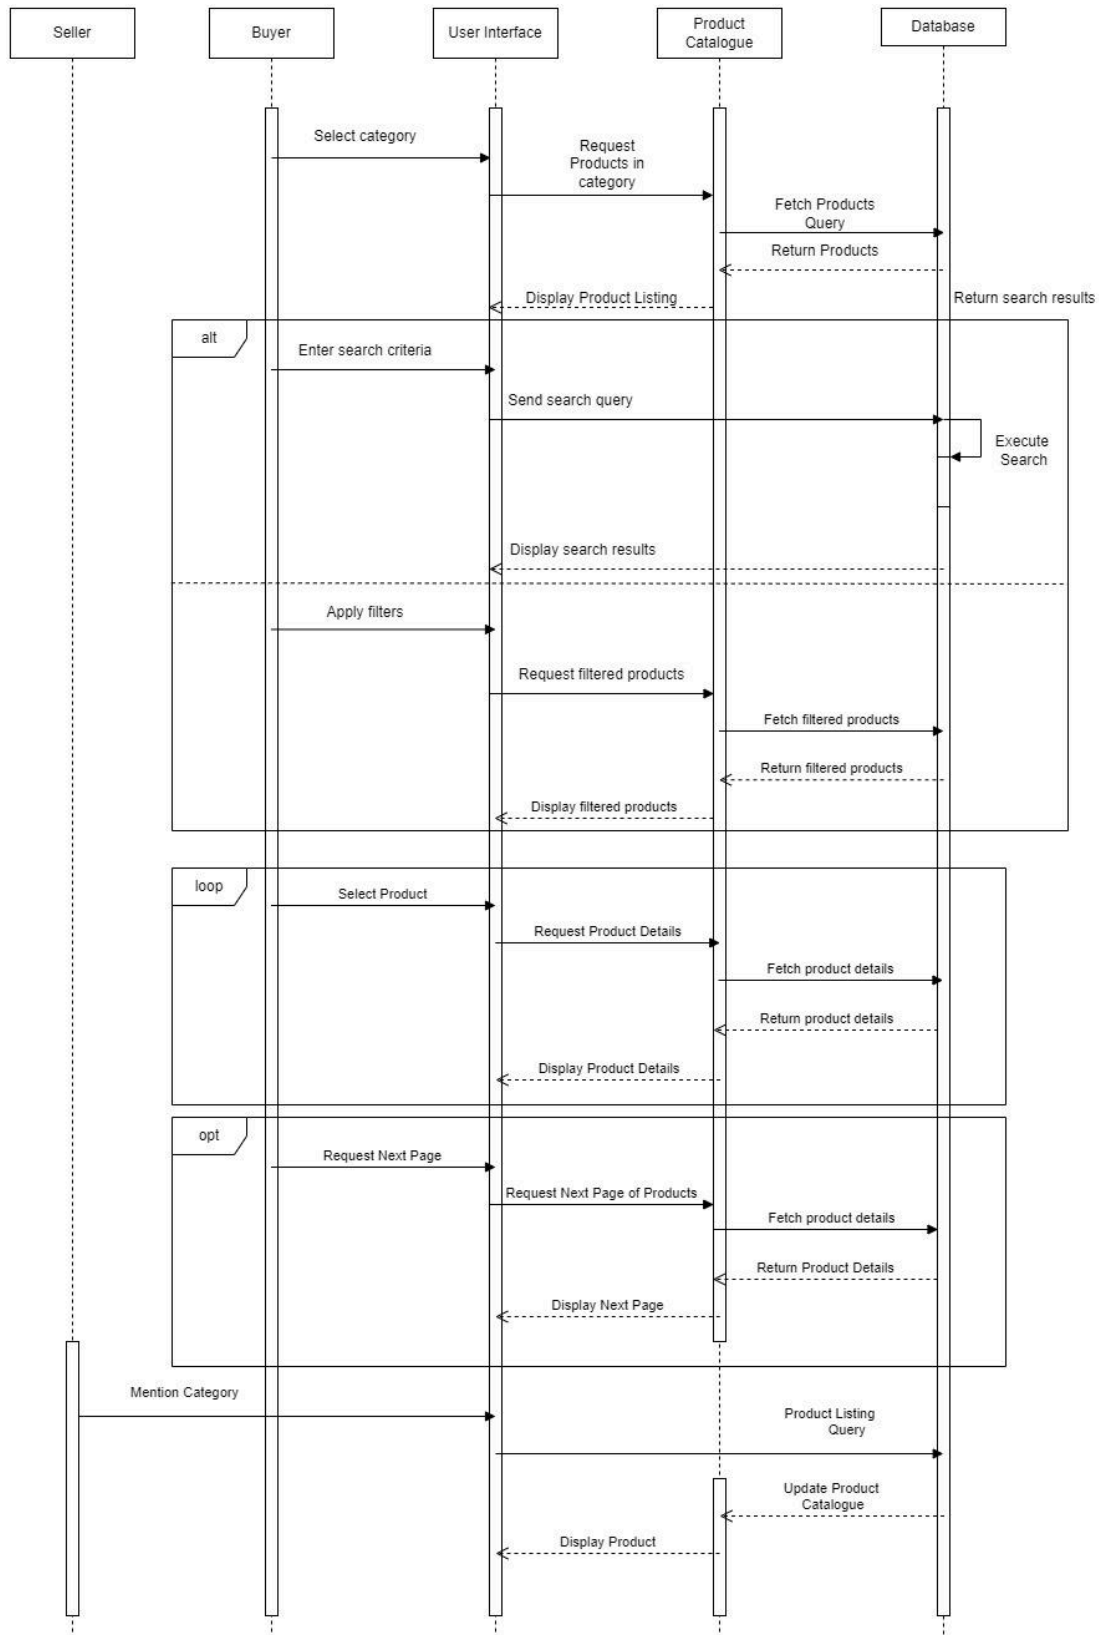 Seller
Buyer
User Interface
Product
Catalogue
Database
Select category
Request
Products in
category
Fetch Products
Query
Return Products
Display Product Listing
Return search results
alt
Enter search criteria
Send search query
Execute
Search
Display search results
Apply filters
Request filtered products
Fetch filtered products
Return filtered products
Display filtered products
loop
Select Product
Request Product Details
Fetch product details
Return product details
Display Product Details
opt
Request Next Page
Request Next Page of Products
Fetch product details
Return Product Details
Display Next Page
Mention Category
Product Listing
Query
Update Product
Catalogue
Display Product